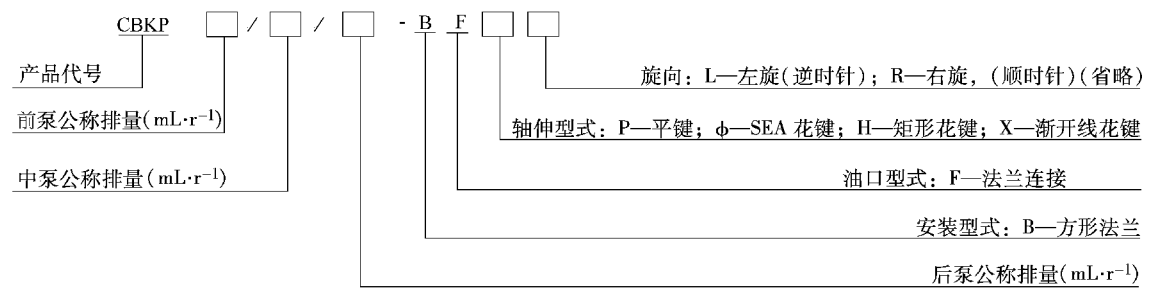 CBKP □/□/□-BF□□
产品代号
旋向：L—左旋(逆时针)；R—右旋，(顺时针)(省略)
前泵公称排量(mL·r⁻¹)
轴伸型式：P—平键；ф—SEA 花键；H—矩形花键；X—渐开线花键
中泵公称排量(mL·r⁻¹)
油口型式：F—法兰连接
安装型式：B—方形法兰
后泵公称排量(mL·r⁻¹)